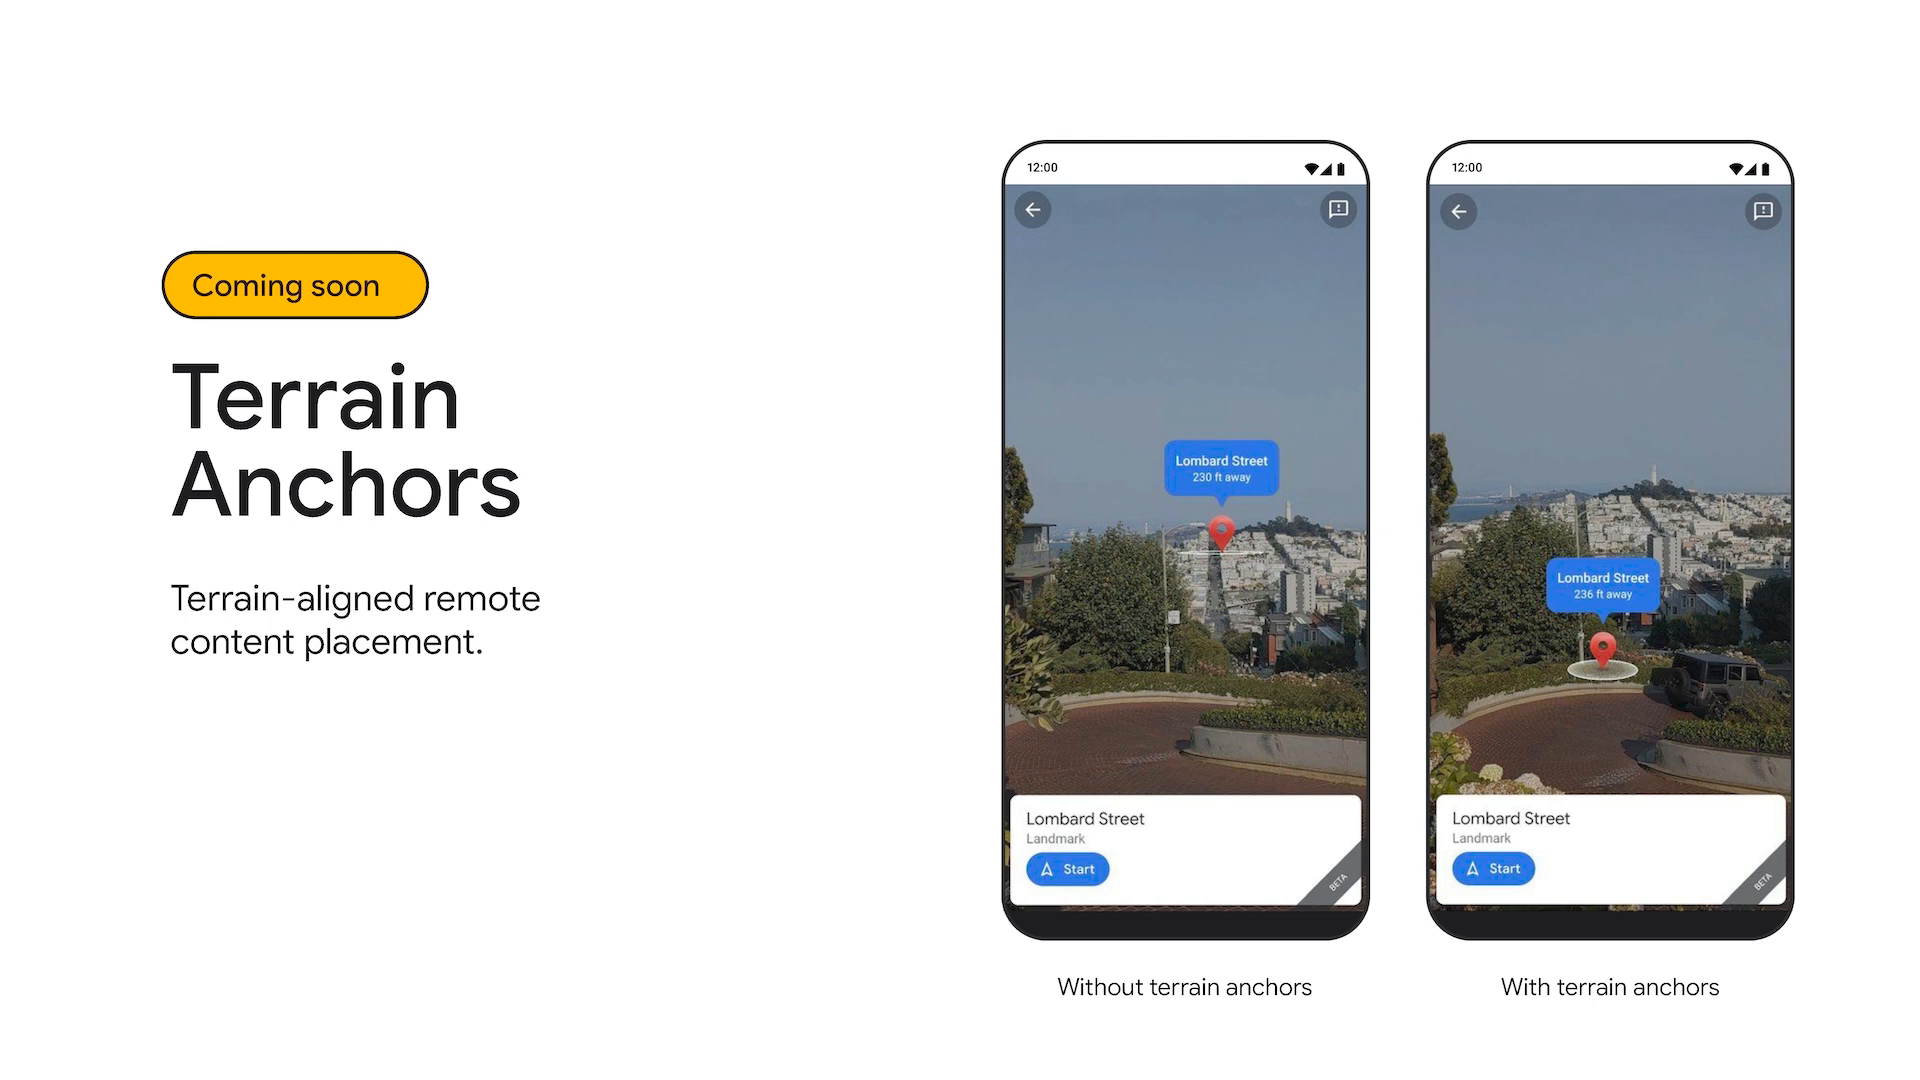 Coming soon
Terrain
Anchors
Terrain-aligned remote
content placement.
12:00
Lombard Street
230 ft away
Lombard Street
Landmark
Start
BETA
Without terrain anchors
12:00
Lombard Street
236 ft away
Lombard Street
Landmark
Start
BETA
With terrain anchors